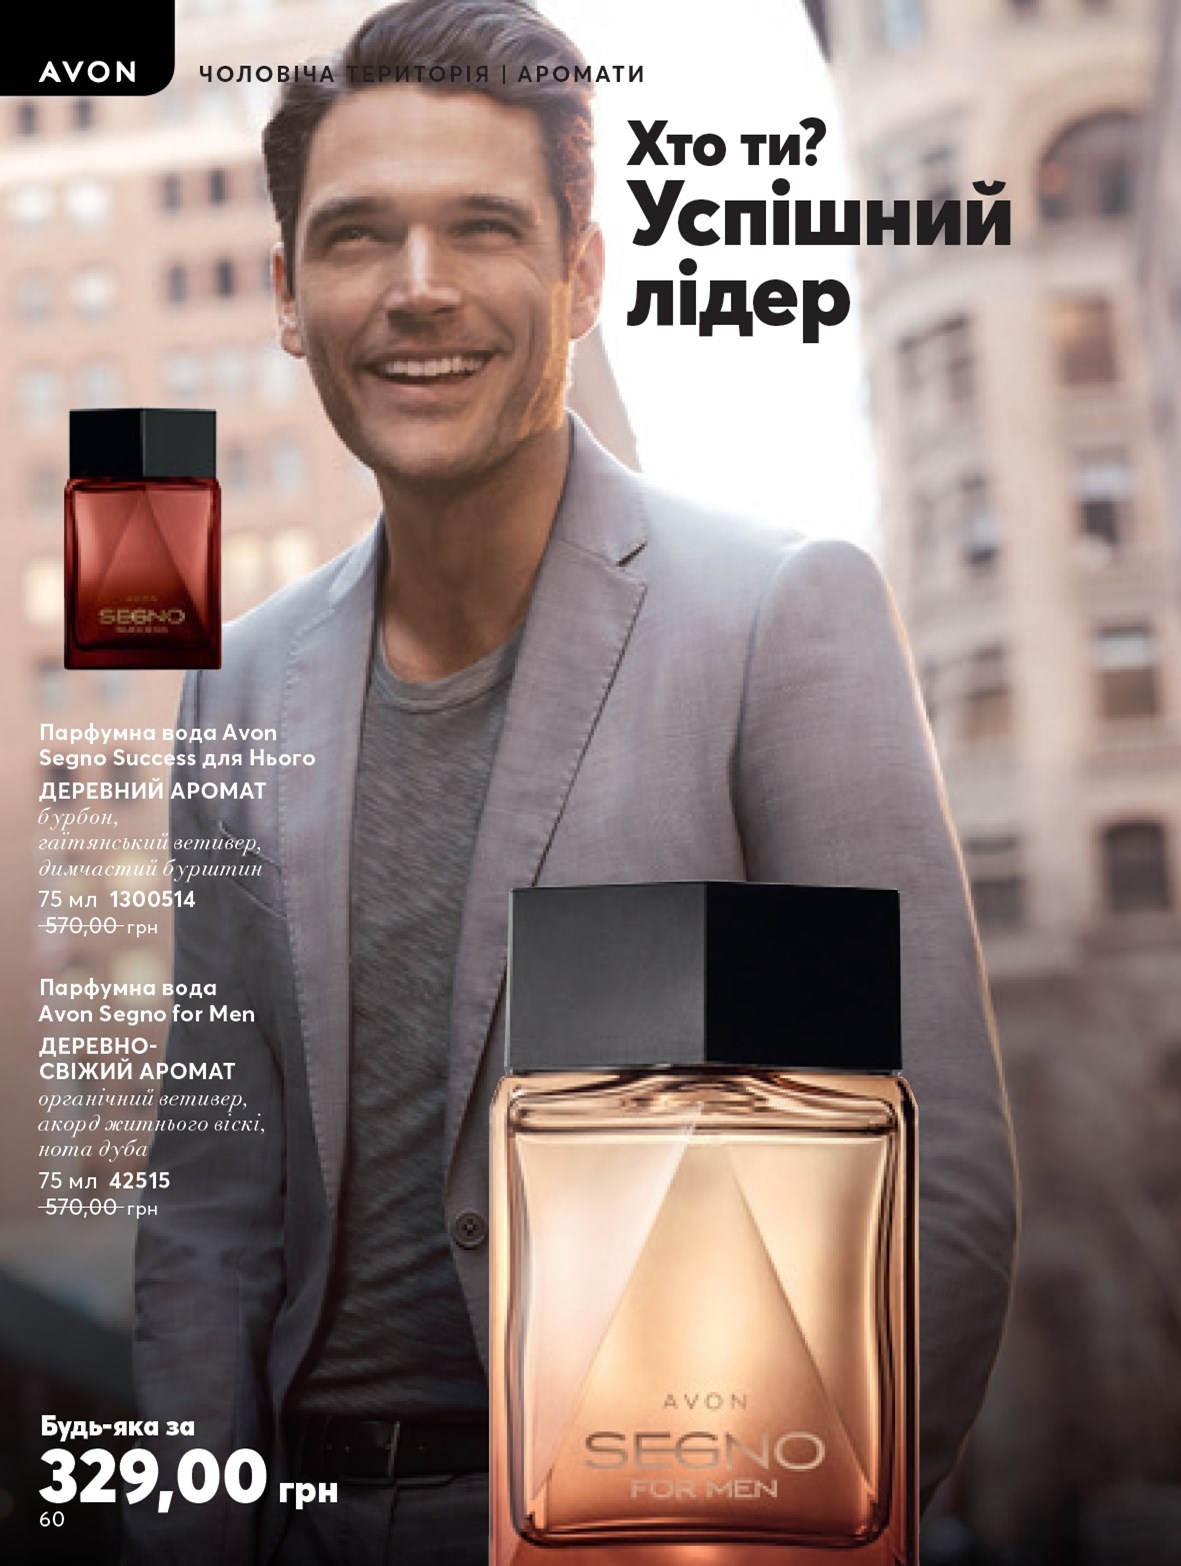 AVON
ЧОЛОВІЧА ТЕРИТОРІЯ | АРОМАТИ
Хто ти?
Успішний
лідер
AVON
SEGNO
SUCCESS
Парфумна вода Avon
Segno Success для Нього
ДЕРЕВНИЙ АРОМАТ
бурбон,
гаїтянський ветивер,
димчастий бурштин
75 мл 1300514
570,00 грн
Парфумна вода
Avon Segno for Men
ДЕРЕВНО-
СВІЖИЙ АРОМАТ
органічний ветивер,
акорд житнього віскі,
нота дуба
75 мл 42515
570,00 грн
AVON
SEGNO
FOR MEN
Будь-яка за
329,00 грн
60